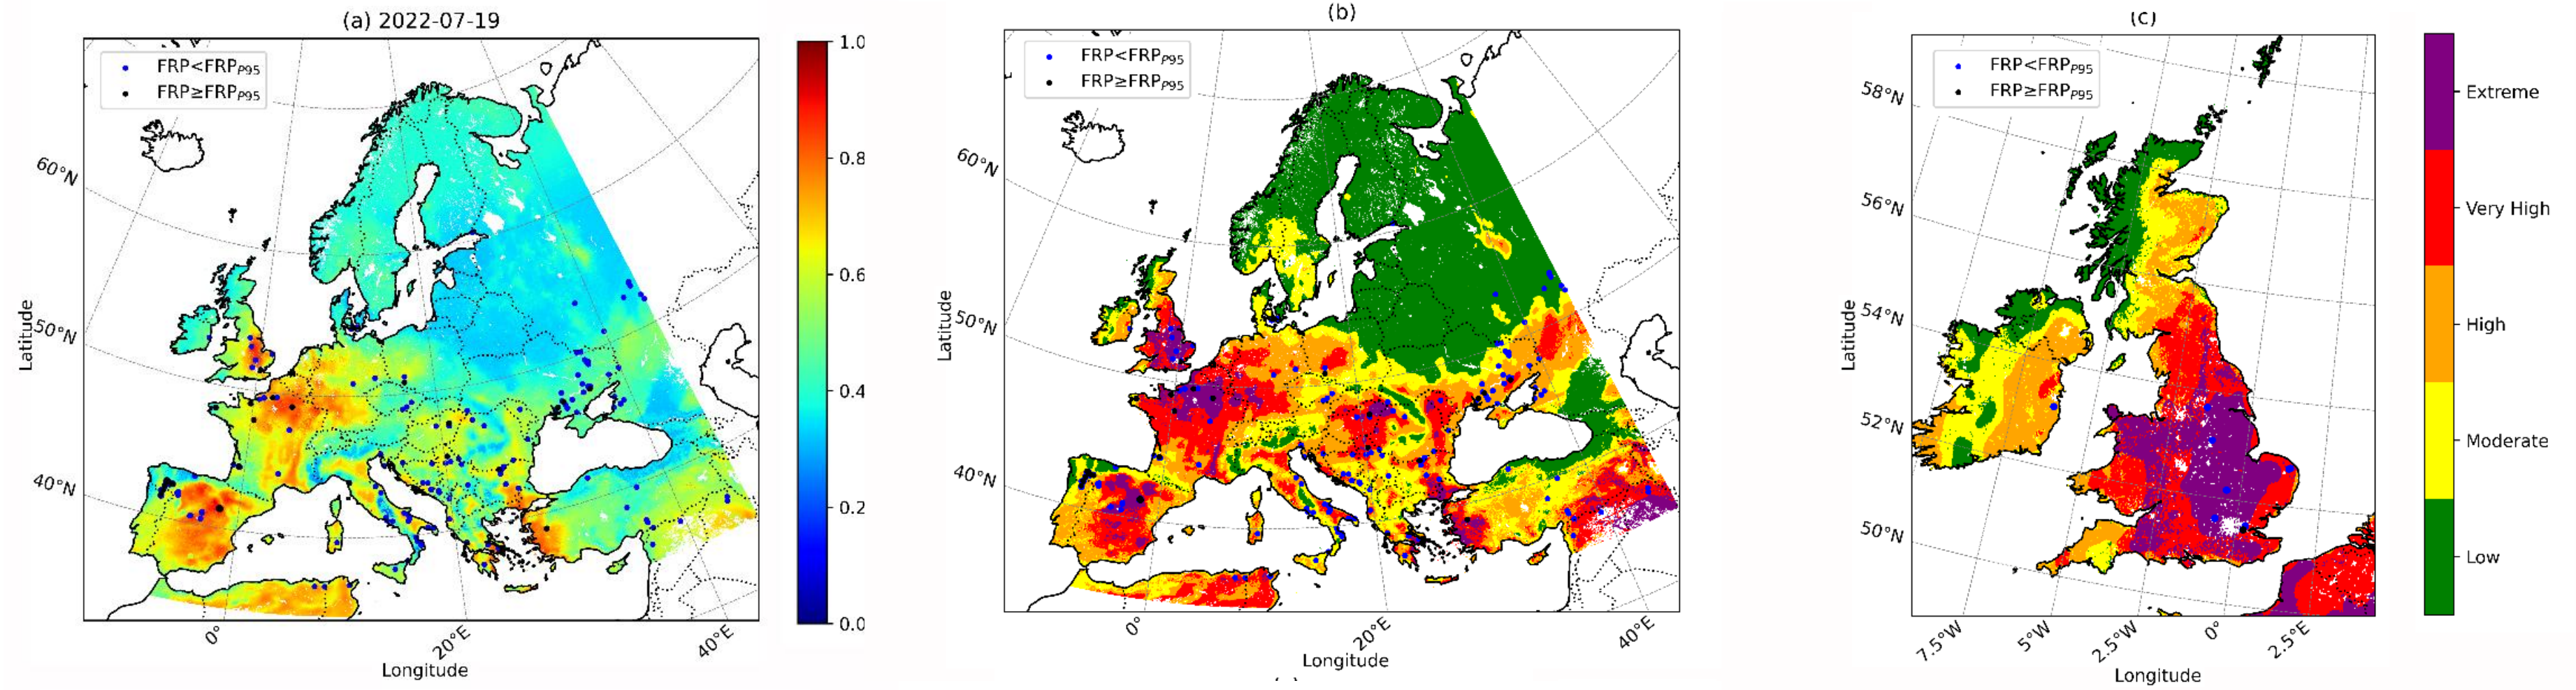 (a) 2022-07-19
FRP<FRP_P95
FRP≥FRP_P95
60°N
50°N
40°N
Latitude
0°
20°E
40°E
Longitude
1.0
0.8
0.6
0.4
0.2
0.0
(b)
FRP<FRP_P95
FRP≥FRP_P95
60°N
50°N
40°N
Latitude
0°
20°E
40°E
Longitude
(c)
FRP<FRP_P95
FRP≥FRP_P95
58°N
56°N
54°N
52°N
50°N
Latitude
7.5°W
5°W
2.5°W
0°
2.5°E
Longitude
Extreme
Very High
High
Moderate
Low